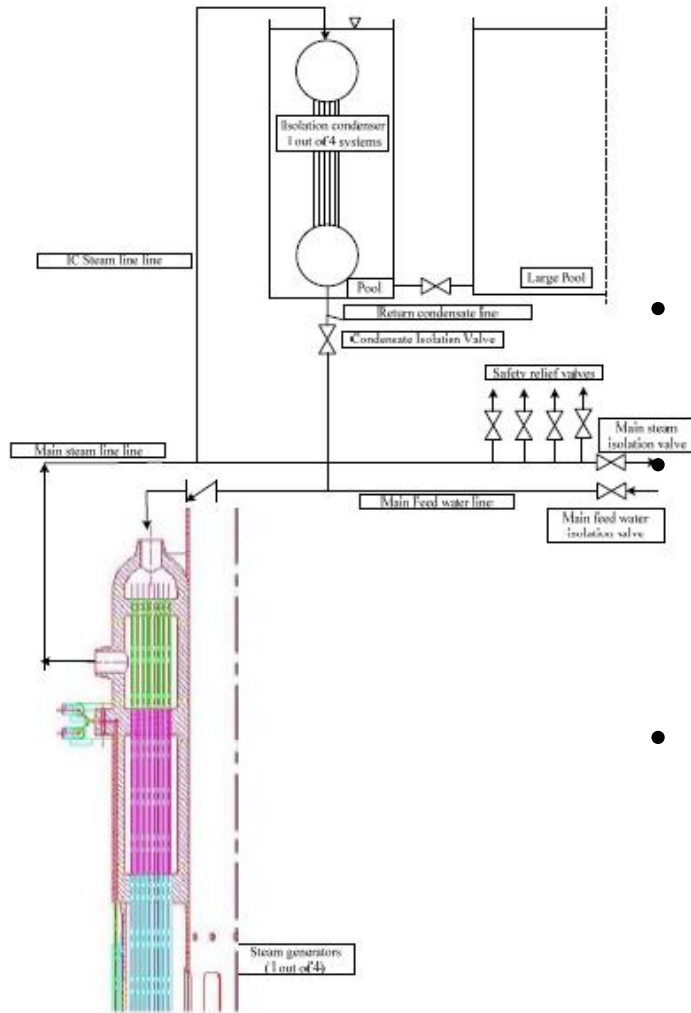 Isolation condenser
1 out of 4 systems
IC Steam line line
Pool
Large Pool
Return condensate line
Condensate Isolation Valve
Safety relief valves
Main steam line line
Main steam
isolation valve
Main Feed water line
Main feed water
isolation valve
Steam generators
(1 out of 4)